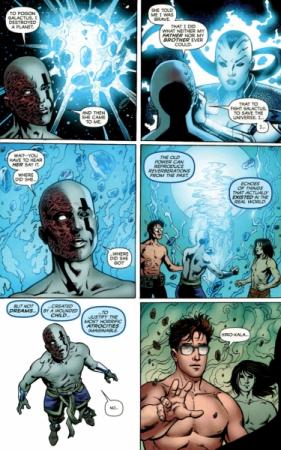 TO POISON
GALACTUS, I
DESTROYED
A PLANET.
AND THEN
SHE CAME
TO ME.
SHE TOLD
ME I WAS
BRAVE.
THAT I DID
WHAT NEITHER MY
FATHER NOR MY
BROTHER EVER
COULD.
THAT TO
FIGHT GALACTUS
TO SAVE THE
UNIVERSE, I...
I...
WAIT--YOU
HAVE TO HEAR
HER SAY IT.
WHERE
DID SHE...
WHERE
DID SHE
GO?
THE OLD
POWER CAN
REPRODUCE
REVERBERATIONS
FROM THE
PAST.
ECHOES OF
THINGS THAT
ACTUALLY
EXISTED IN THE
REAL WORLD.
BUT NOT
DREAMS...
...CREATED
BY A WOUNDED
CHILD...
...TO
JUSTIFY THE
MOST HORRIFIC
ATROCITIES
IMAGINABLE.
NO...
HIRO-KALA...